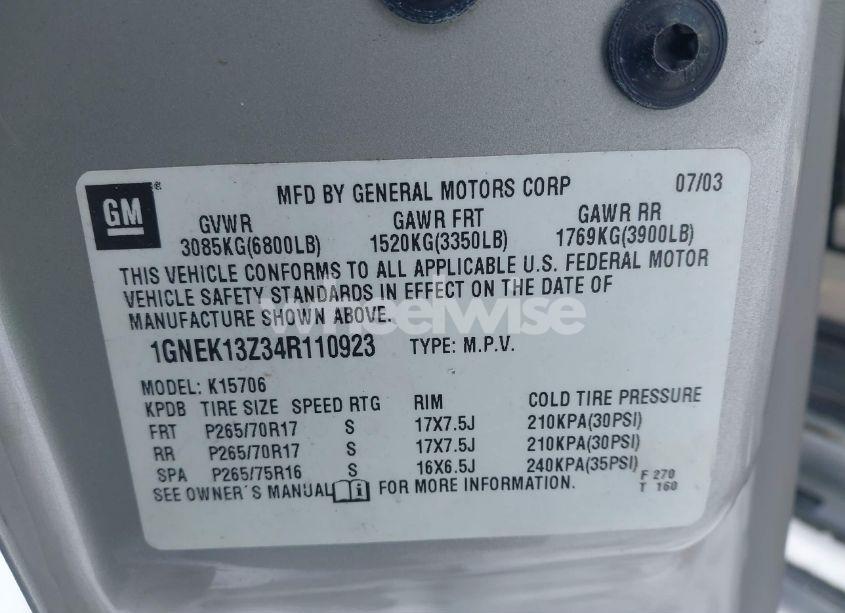 GM
MFD BY GENERAL MOTORS CORP 07/03
GVWR GAWR FRT GAWR RR
3085KG(6800LB) 1520KG(3350LB) 1769KG(3900LB)
THIS VEHICLE CONFORMS TO ALL APPLICABLE U.S. FEDERAL MOTOR
VEHICLE SAFETY STANDARDS IN EFFECT ON THE DATE OF
MANUFACTURE SHOWN ABOVE.
wheelwise
1GNEK13Z34R110923 TYPE: M.P.V.
MODEL: K15706
KPDB TIRE SIZE SPEED RTG RIM COLD TIRE PRESSURE
FRT P265/70R17 S 17X7.5J 210KPA(30PSI)
RR P265/70R17 S 17X7.5J 210KPA(30PSI)
SPA P265/75R16 S 16X6.5J 240KPA(35PSI)
F 270
SEE OWNER'S MANUAL i FOR MORE INFORMATION. T 160